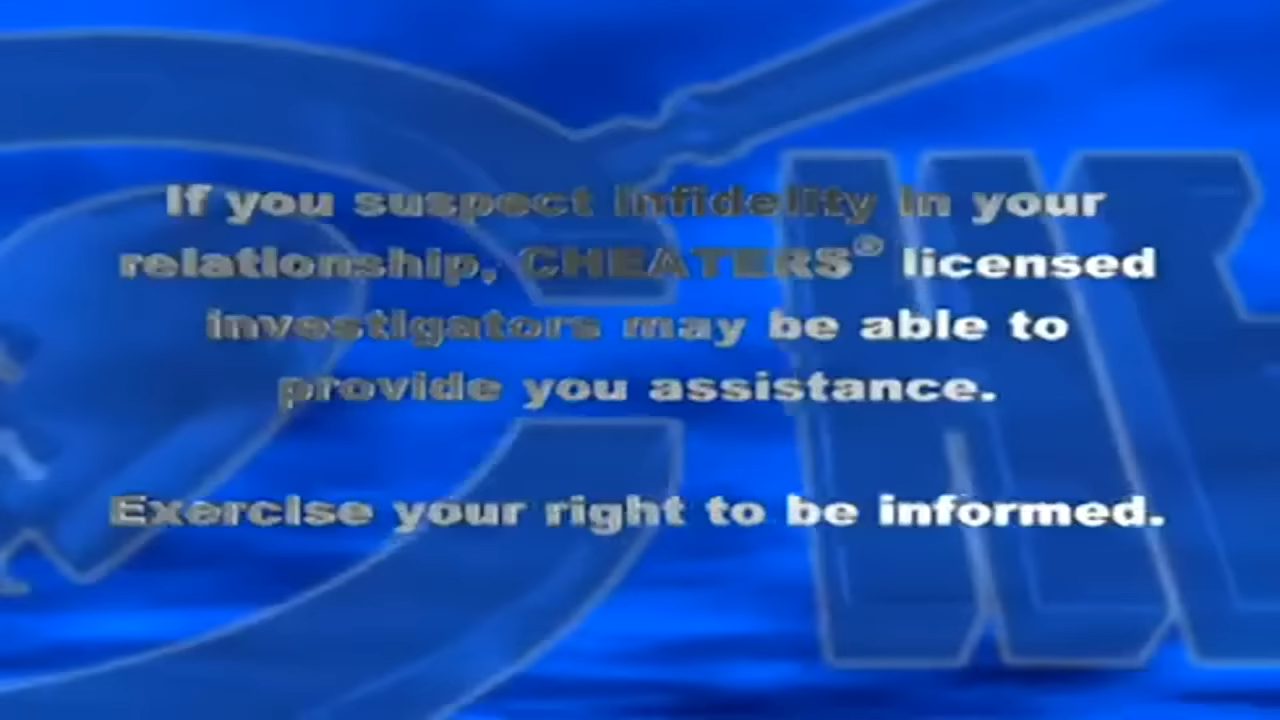 If you suspect infidelity in your
relationship, CHEATERS® licensed
investigators may be able to
provide you assistance.
Exercise your right to be informed.